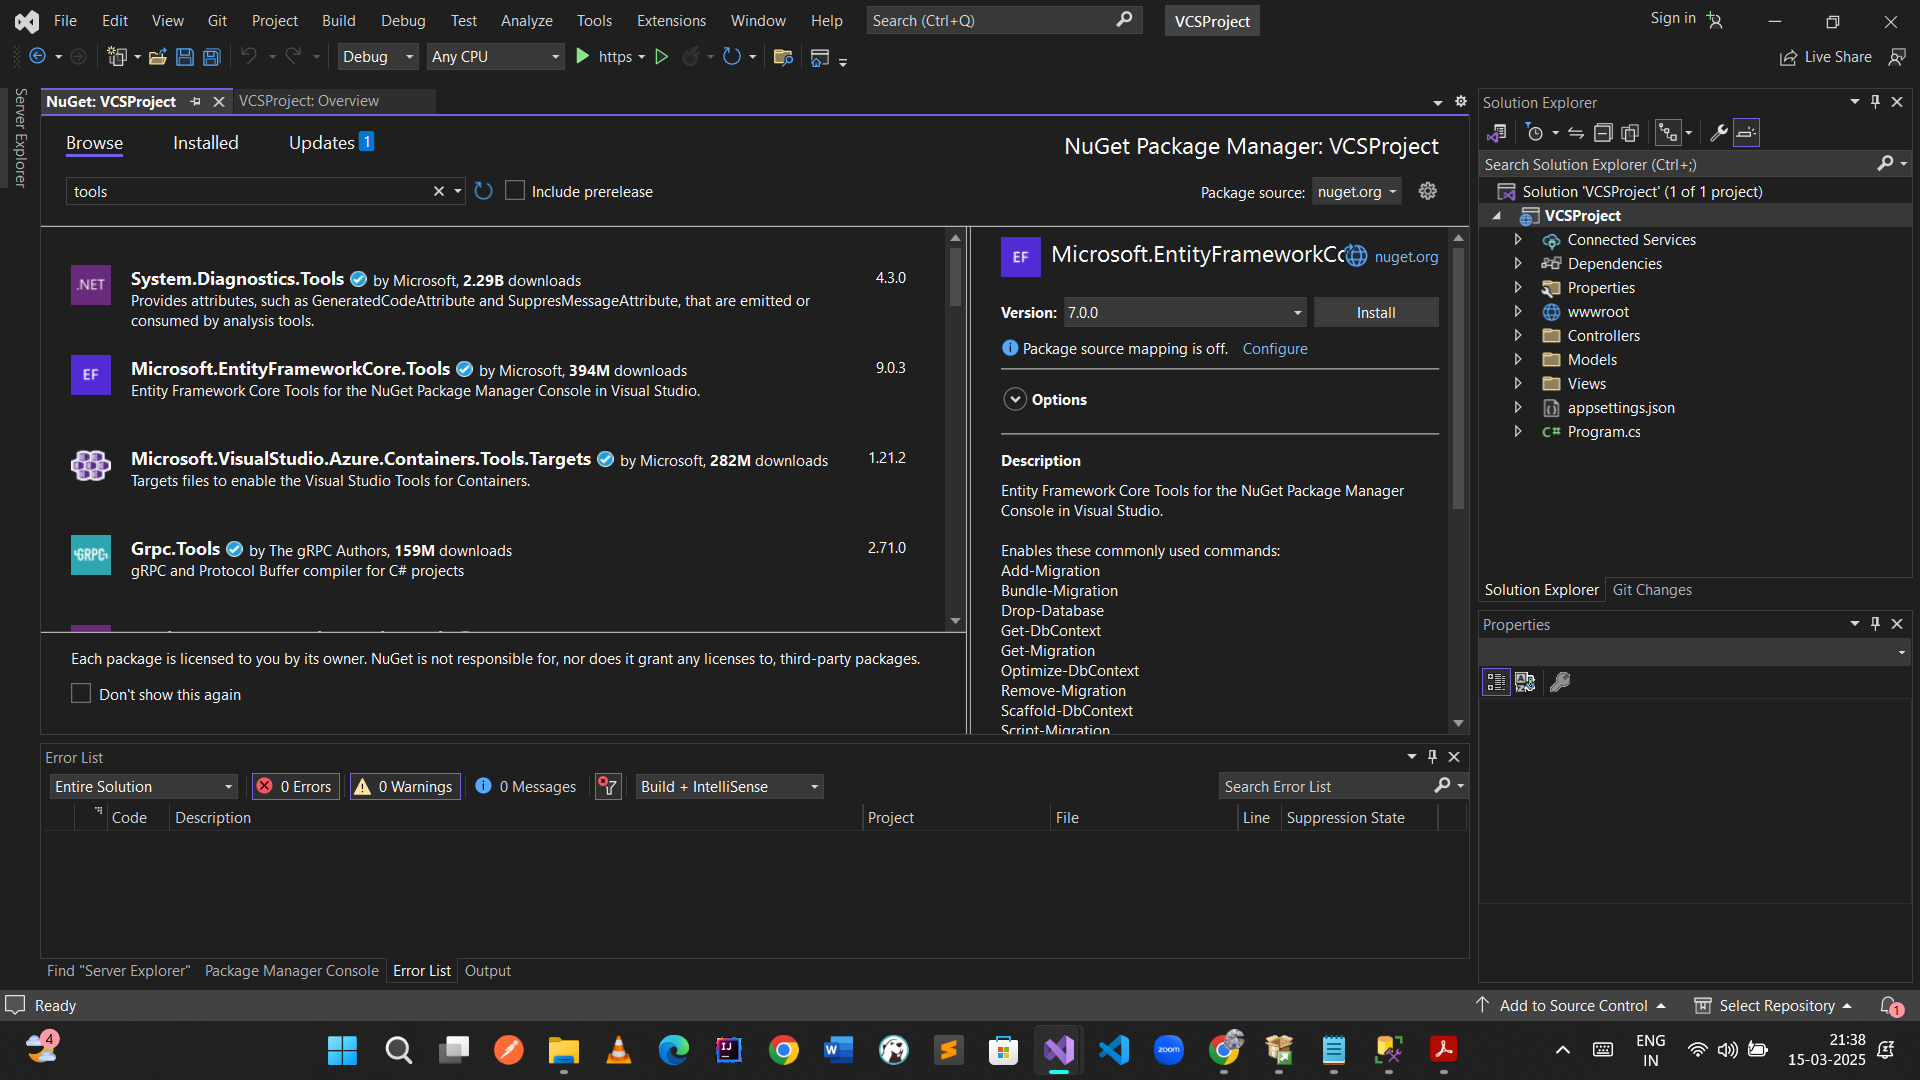 File Edit View Git Project Build Debug Test Analyze Tools Extensions Window Help Search (Ctrl+Q) VCSProject Sign in
Debug Any CPU https Live Share
Server Explorer
NuGet: VCSProject VCSProject: Overview
Browse Installed Updates 1
NuGet Package Manager: VCSProject
tools Include prerelease
Package source: nuget.org
.NET
System.Diagnostics.Tools by Microsoft, 2.29B downloads 4.3.0
Provides attributes, such as GeneratedCodeAttribute and SuppresMessageAttribute, that are emitted or
consumed by analysis tools.
EF
Microsoft.EntityFrameworkCore.Tools by Microsoft, 394M downloads 9.0.3
Entity Framework Core Tools for the NuGet Package Manager Console in Visual Studio.
Microsoft.VisualStudio.Azure.Containers.Tools.Targets by Microsoft, 282M downloads 1.21.2
Targets files to enable the Visual Studio Tools for Containers.
GRPC
Grpc.Tools by The gRPC Authors, 159M downloads 2.71.0
gRPC and Protocol Buffer compiler for C# projects
Each package is licensed to you by its owner. NuGet is not responsible for, nor does it grant any licenses to, third-party packages.
Don't show this again
EF Microsoft.EntityFrameworkCo nuget.org
Version: 7.0.0 Install
Package source mapping is off. Configure
Options
Description
Entity Framework Core Tools for the NuGet Package Manager
Console in Visual Studio.
Enables these commonly used commands:
Add-Migration
Bundle-Migration
Drop-Database
Get-DbContext
Get-Migration
Optimize-DbContext
Remove-Migration
Scaffold-DbContext
Script-Migration
Solution Explorer
Search Solution Explorer (Ctrl+;)
Solution 'VCSProject' (1 of 1 project)
VCSProject
Connected Services
Dependencies
Properties
wwwroot
Controllers
Models
Views
appsettings.json
C# Program.cs
Solution Explorer Git Changes
Properties
Error List
Entire Solution 0 Errors 0 Warnings 0 Messages Build + IntelliSense Search Error List
Code Description Project File Line Suppression State
Find "Server Explorer" Package Manager Console Error List Output
Ready Add to Source Control Select Repository 1
4
IJ
W
zoom
ENG
IN
21:38
15-03-2025